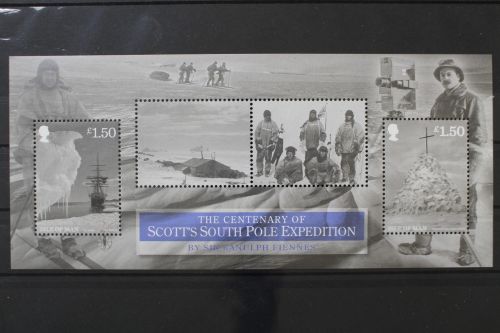 £1.50
£1.50
ISLE OF MAN
ISLE OF MAN
THE CENTENARY OF
SCOTT'S SOUTH POLE EXPEDITION
BY SIR RANULPH FIENNES